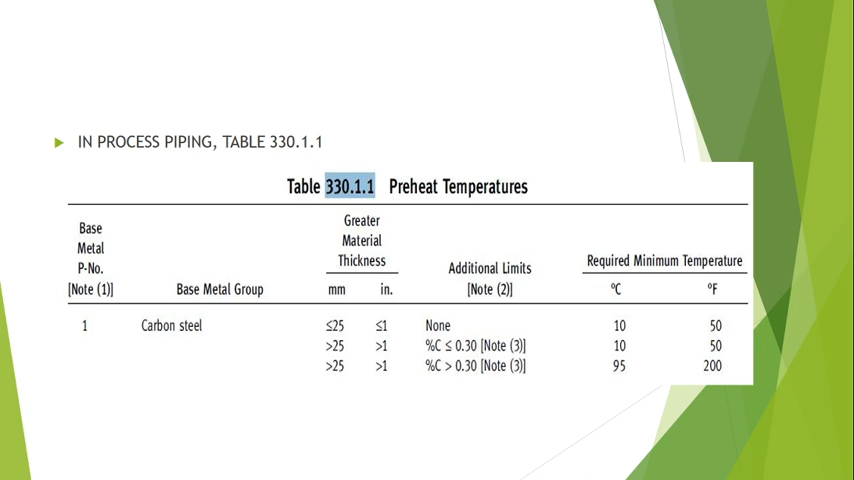 IN PROCESS PIPING, TABLE 330.1.1
Table 330.1.1 Preheat Temperatures
Base Metal P-No. [Note (1)] Base Metal Group Greater Material Thickness mm in. Additional Limits [Note (2)] Required Minimum Temperature ºC ºF
1 Carbon steel ≤25 ≤1 None 10 50
>25 >1 %C ≤ 0.30 [Note (3)] 10 50
>25 >1 %C > 0.30 [Note (3)] 95 200